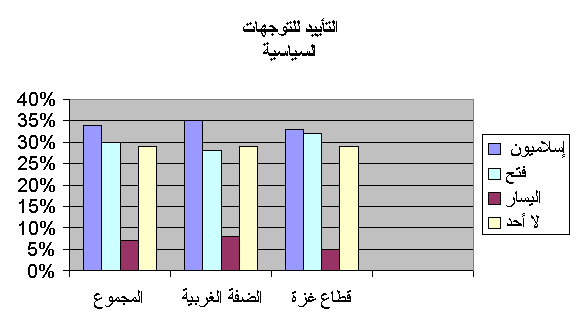 التأييد للتوجهات
السياسية
40%
35%
30%
25%
20%
15%
10%
5%
0%
المجموع
الضفة الغربية
قطاع غزة
إسلاميون
فتح
اليسار
لا أحد